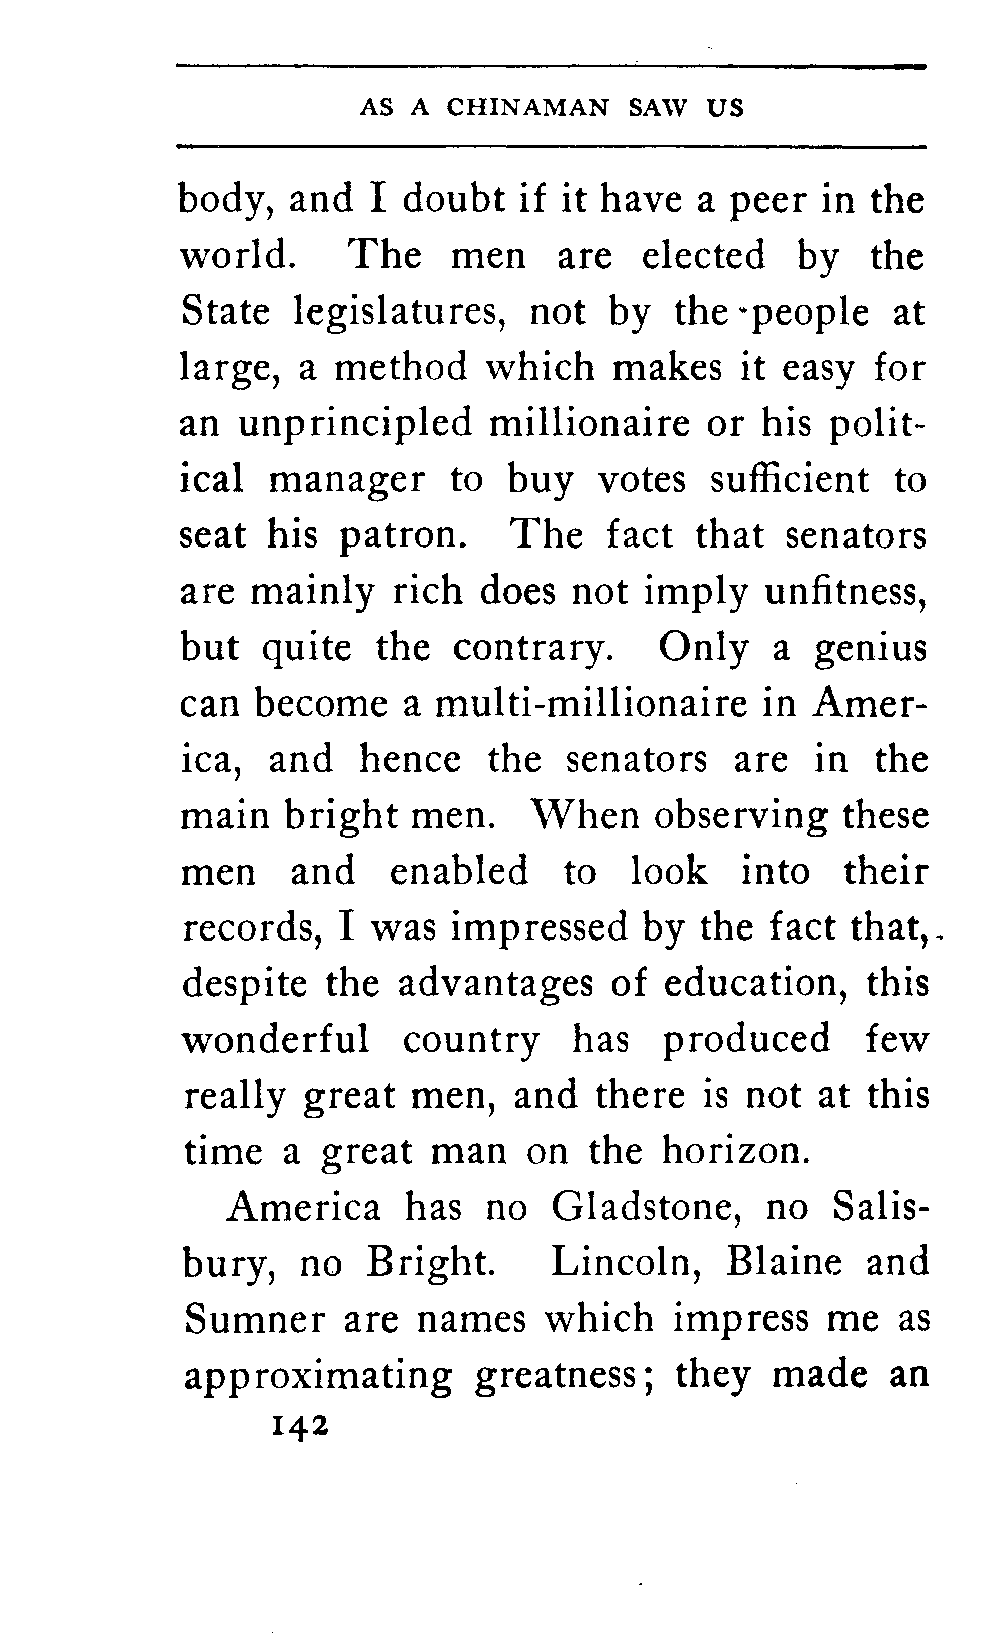 AS A CHINAMAN SAW US
body, and I doubt if it have a peer in the
world. The men are elected by the
State legislatures, not by the people at
large, a method which makes it easy for
an unprincipled millionaire or his polit-
ical manager to buy votes sufficient to
seat his patron. The fact that senators
are mainly rich does not imply unfitness,
but quite the contrary. Only a genius
can become a multi-millionaire in Amer-
ica, and hence the senators are in the
main bright men. When observing these
men and enabled to look into their
records, I was impressed by the fact that,
despite the advantages of education, this
wonderful country has produced few
really great men, and there is not at this
time a great man on the horizon.
America has no Gladstone, no Salis-
bury, no Bright. Lincoln, Blaine and
Sumner are names which impress me as
approximating greatness; they made an
142